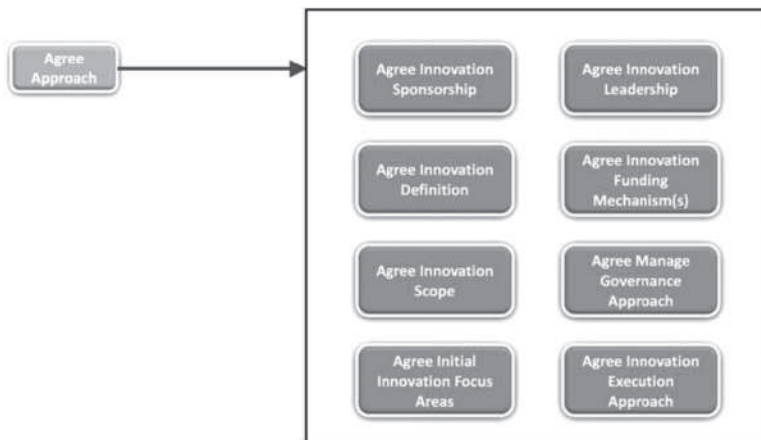 Agree
Approach
Agree Innovation
Sponsorship
Agree Innovation
Leadership
Agree Innovation
Definition
Agree Innovation
Funding
Mechanism(s)
Agree Innovation
Scope
Agree Manage
Governance
Approach
Agree Initial
Innovation Focus
Areas
Agree Innovation
Execution
Approach